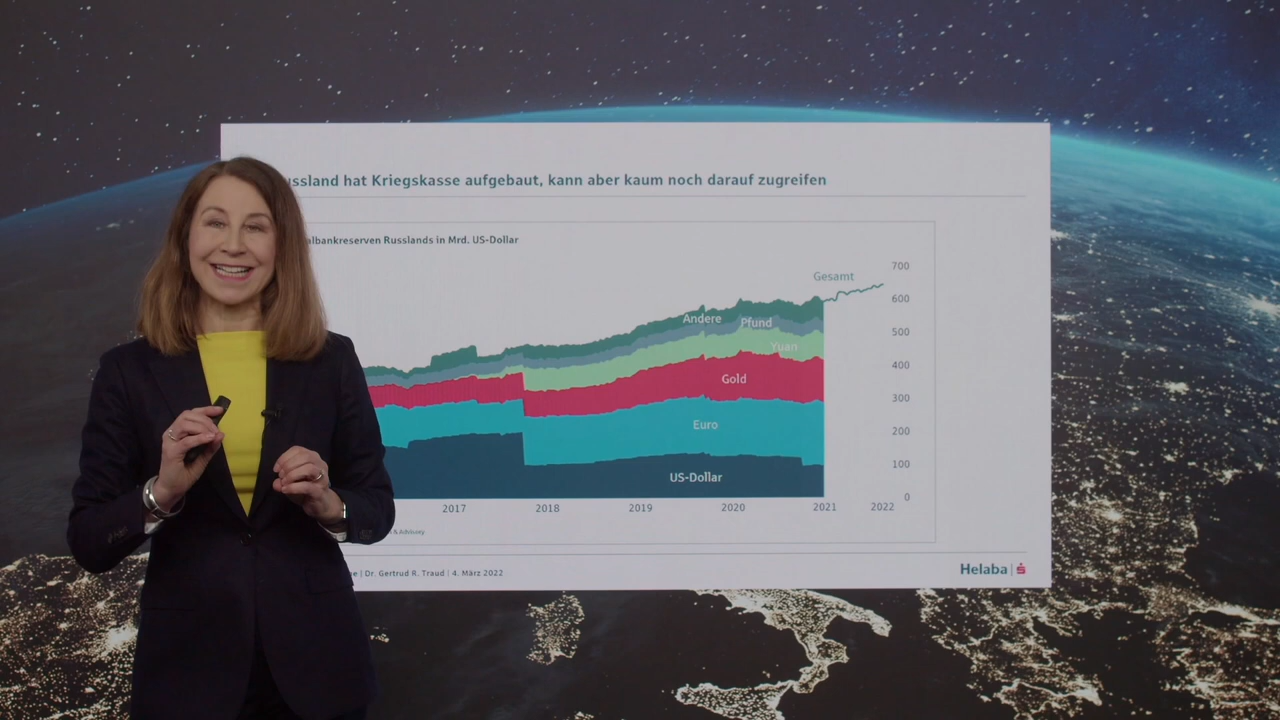 ussland hat Kriegskasse aufgebaut, kann aber kaum noch darauf zugreifen
albankreserven Russlands in Mrd. US-Dollar
Gesamt
700
600
500
400
300
200
100
0
Andere
Pfund
Yuan
Gold
Euro
US-Dollar
2017 2018 2019 2020 2021 2022
& Advisory
e | Dr. Gertrud R. Traud | 4. März 2022
Helaba